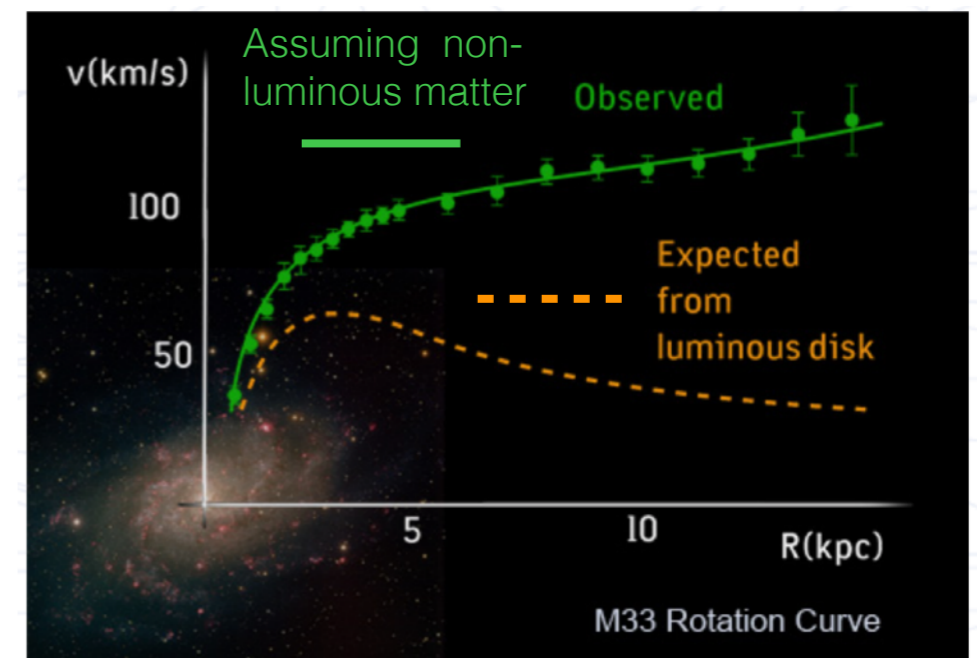 Assuming non-
luminous matter
v(km/s)
Observed
100
Expected
from
luminous disk
50
5
10
R(kpc)
M33 Rotation Curve